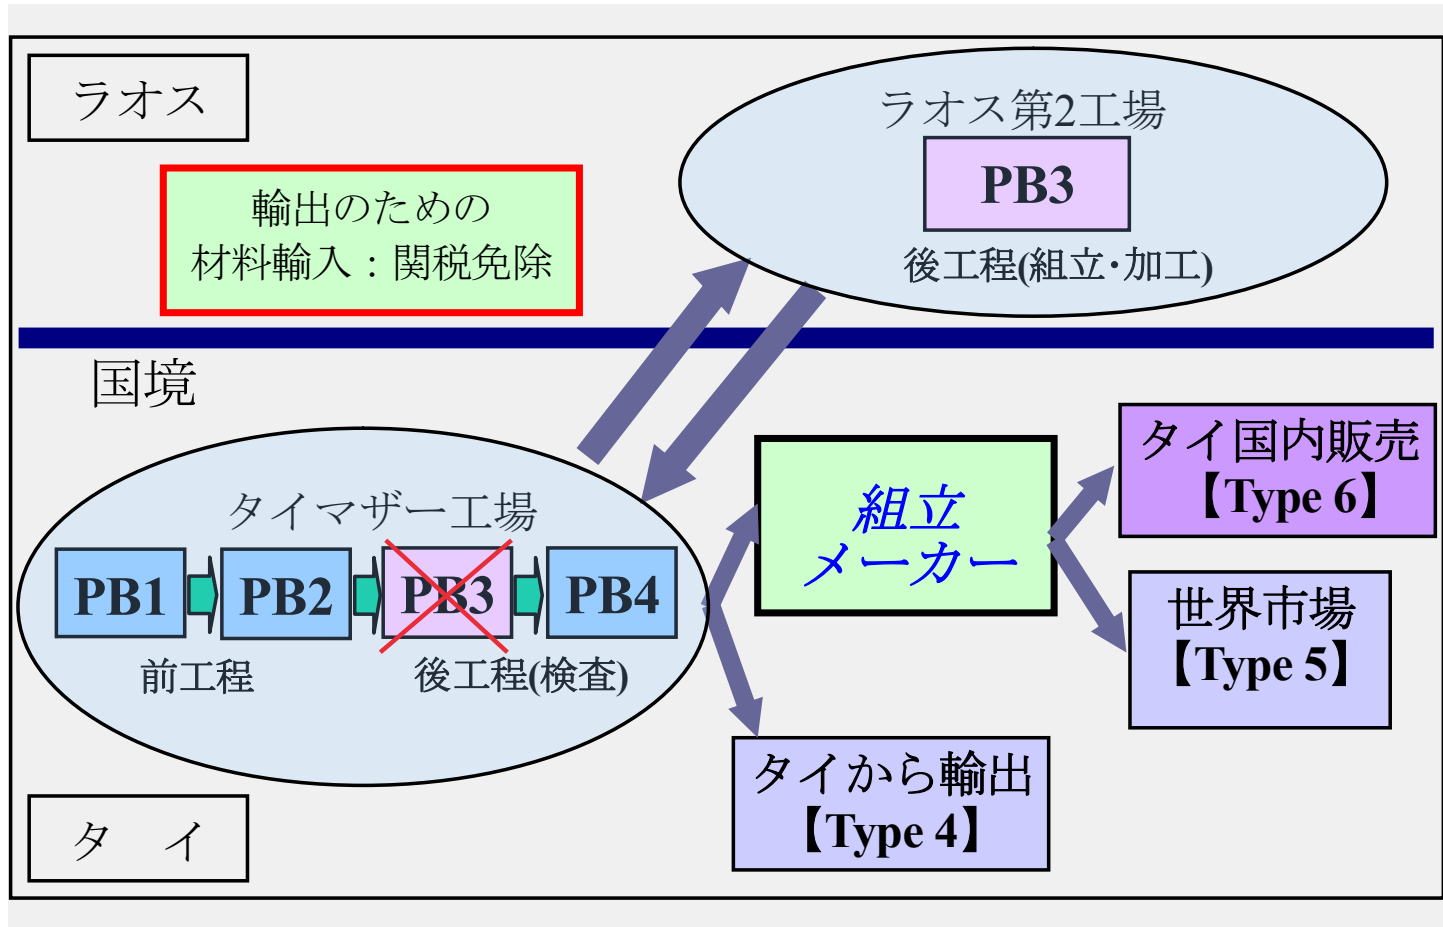 ラオス
ラオス第2工場
PB3
後工程(組立･加工)
輸出のための
材料輸入：関税免除
国境
タイマザー工場
PB1
PB2
PB3
PB4
前工程
後工程(検査)
組立
メーカー
タイ国内販売
【Type 6】
世界市場
【Type 5】
タイから輸出
【Type 4】
タ　イ